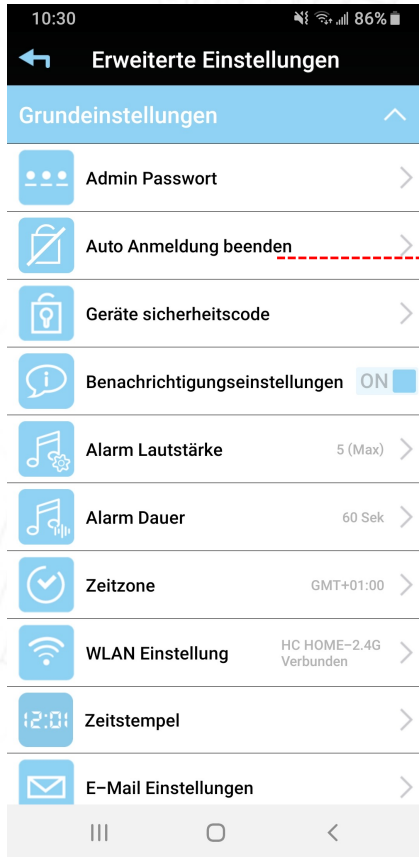 10:30
86%
Erweiterte Einstellungen
Grundeinstellungen
Admin Passwort
Auto Anmeldung beenden
Geräte sicherheitscode
Benachrichtigungseinstellungen ON
Alarm Lautstärke 5 (Max)
Alarm Dauer 60 Sek
Zeitzone GMT+01:00
WLAN Einstellung HC HOME-2.4G
Verbunden
12:01 Zeitstempel
E-Mail Einstellungen